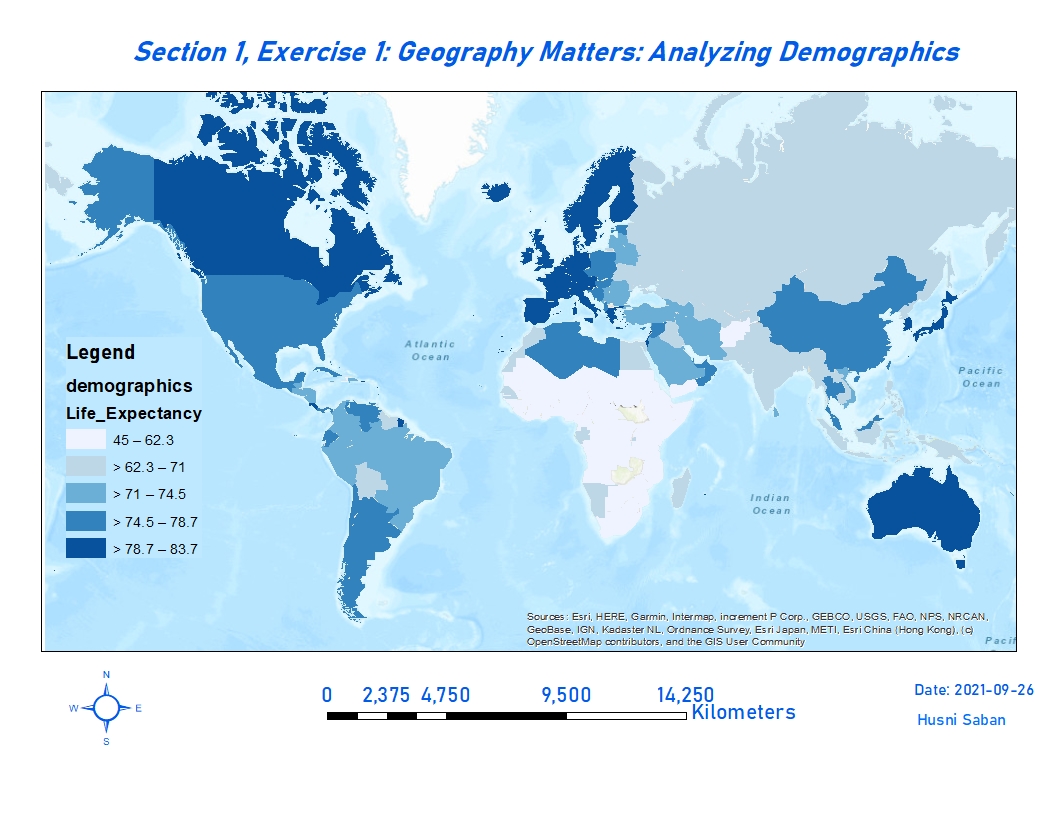 Section 1, Exercise 1: Geography Matters: Analyzing Demographics
Atlantic
Ocean
Pacific
Ocean
Indian
Ocean
Legend
demographics
Life_Expectancy
45 – 62.3
> 62.3 – 71
> 71 – 74.5
> 74.5 – 78.7
> 78.7 – 83.7
Sources: Esri, HERE, Garmin, Intermap, increment P Corp., GEBCO, USGS, FAO, NPS, NRCAN,
GeoBase, IGN, Kadaster NL, Ordnance Survey, Esri Japan, METI, Esri China (Hong Kong), (c)
OpenStreetMap contributors, and the GIS User Community
Pacif
N
W E
S
0 2,375 4,750 9,500 14,250
Kilometers
Date: 2021-09-26
Husni Saban